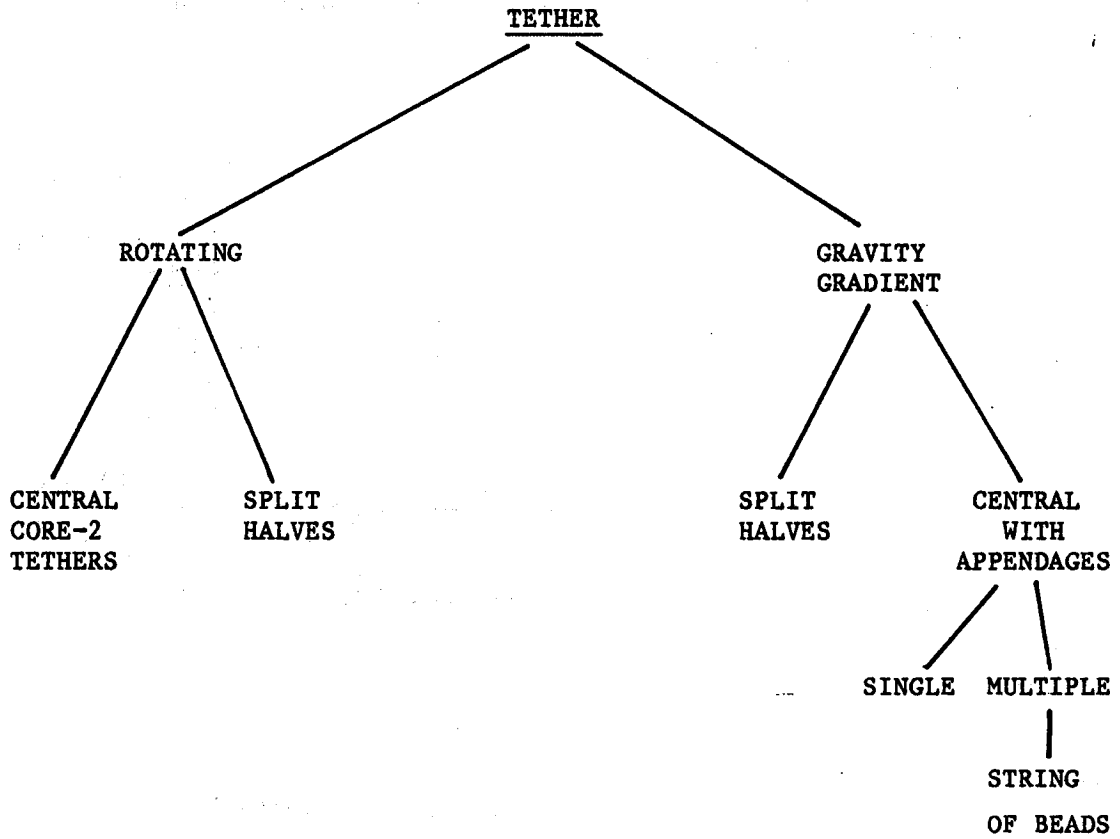 TETHER
ROTATING
GRAVITY
GRADIENT
CENTRAL
CORE-2
TETHERS
SPLIT
HALVES
SPLIT
HALVES
CENTRAL
WITH
APPENDAGES
SINGLE
MULTIPLE
STRING
OF BEADS